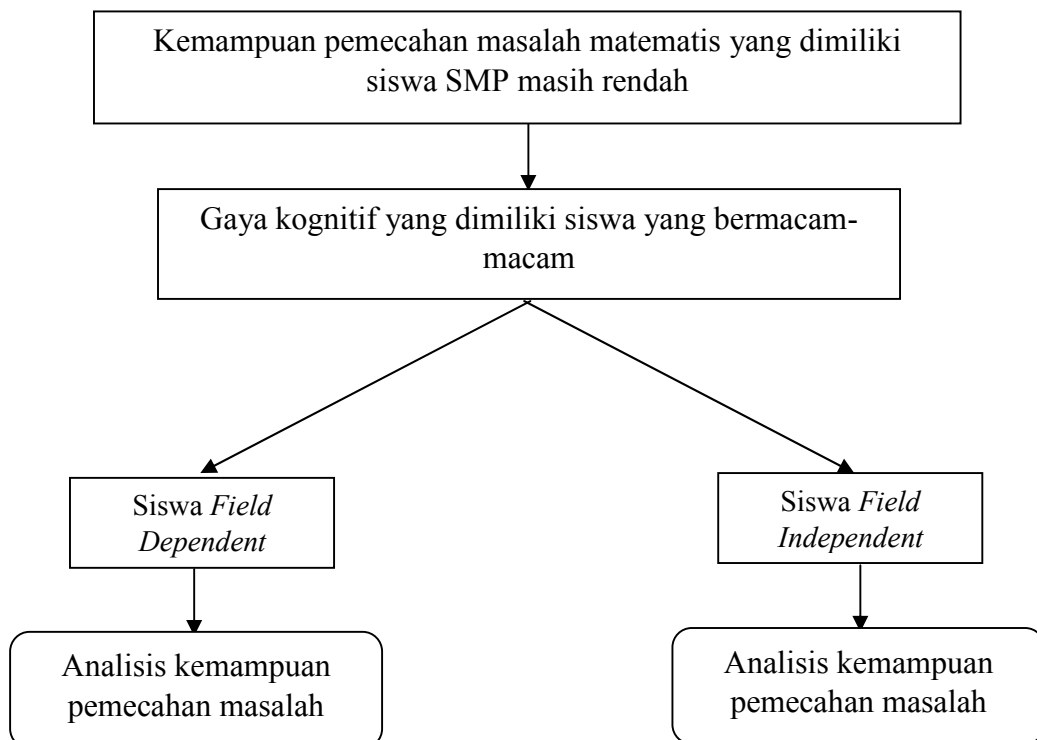 Kemampuan pemecahan masalah matematis yang dimiliki
siswa SMP masih rendah
Gaya kognitif yang dimiliki siswa yang bermacam-
macam
Siswa Field
Dependent
Siswa Field
Independent
Analisis kemampuan
pemecahan masalah
Analisis kemampuan
pemecahan masalah